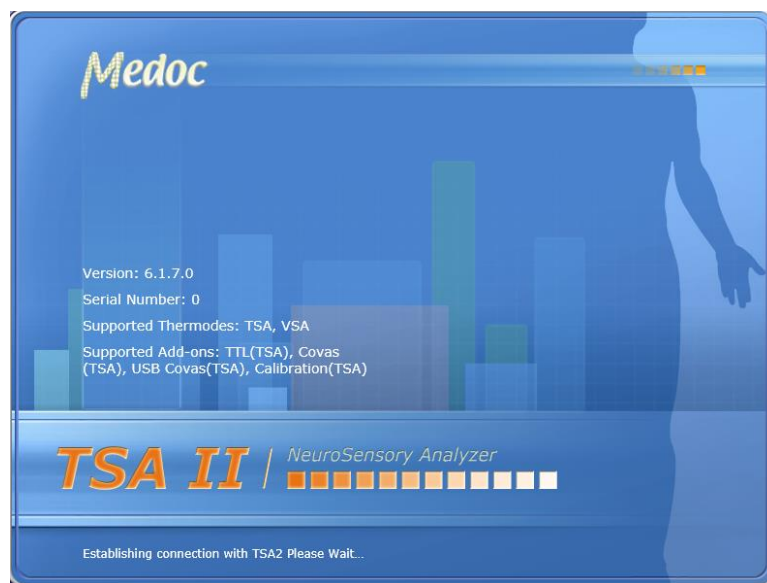 Medoc
Version: 6.1.7.0
Serial Number: 0
Supported Thermodes: TSA, VSA
Supported Add-ons: TTL(TSA), Covas
(TSA), USB Covas(TSA), Calibration(TSA)
TSA II | NeuroSensory Analyzer
Establishing connection with TSA2 Please Wait...